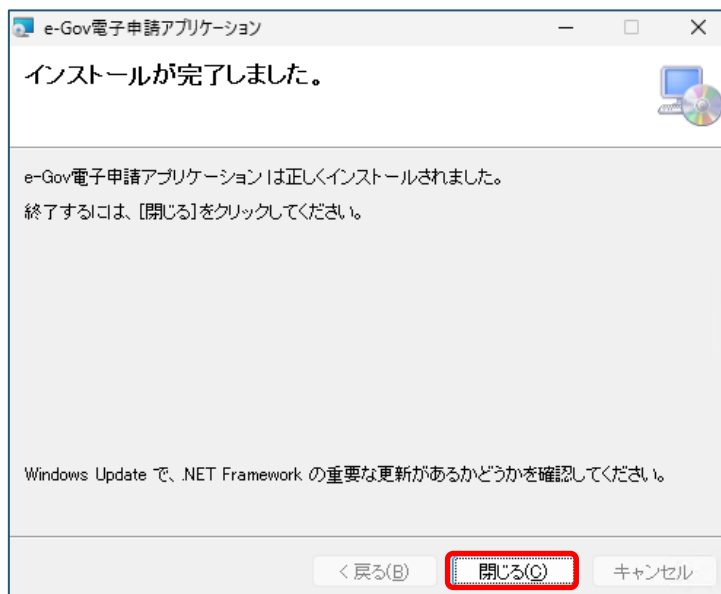 e-Gov電子申請アプリケーション
インストールが完了しました。
e-Gov電子申請アプリケーション は正しくインストールされました。
終了するには、[閉じる]をクリックしてください。
Windows Update で、.NET Framework の重要な更新があるかどうかを確認してください。
< 戻る(B)
閉じる(C)
キャンセル